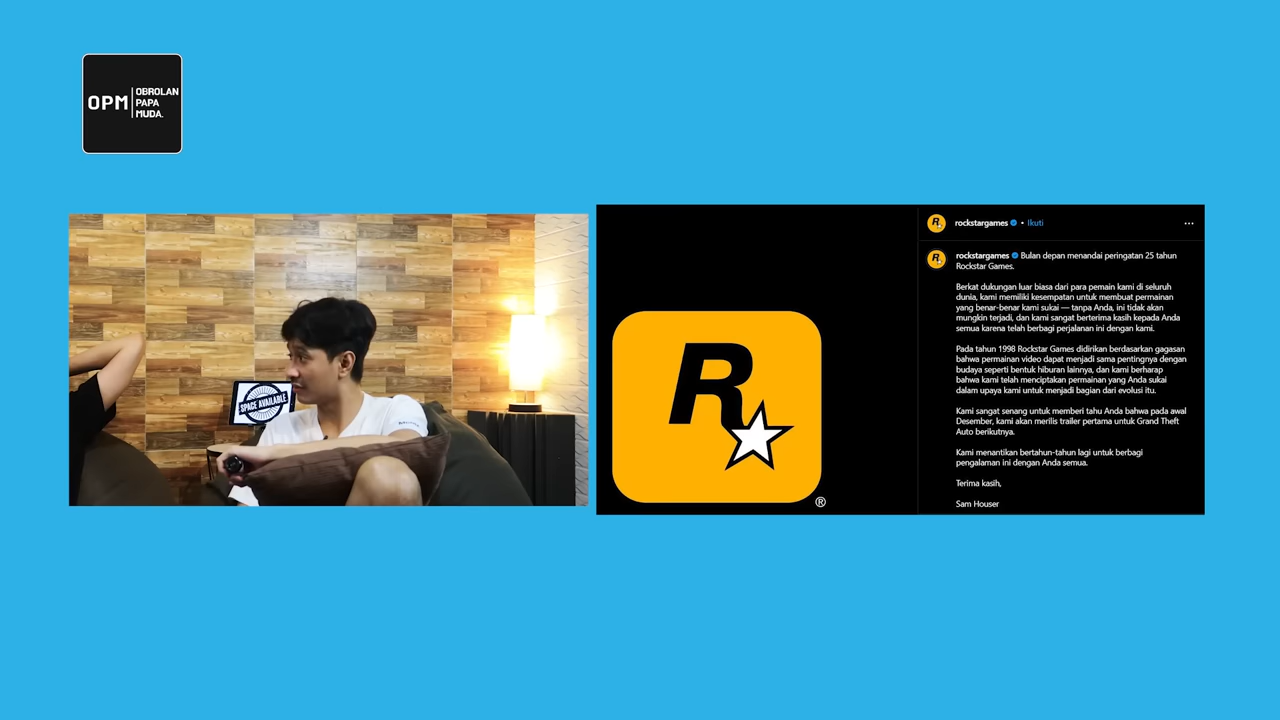 OPM
OBROLAN
PAPA
MUDA.
SPACE AVAILABLE
R
®
rockstargames • Ikuti
rockstargames Bulan depan menandai peringatan 25 tahun
Rockstar Games.
Berkat dukungan luar biasa dari para pemain kami di seluruh
dunia, kami memiliki kesempatan untuk membuat permainan
yang benar-benar kami sukai — tanpa Anda, ini tidak akan
mungkin terjadi, dan kami sangat berterima kasih kepada Anda
semua karena telah berbagi perjalanan ini dengan kami.
Pada tahun 1998 Rockstar Games didirikan berdasarkan gagasan
bahwa permainan video dapat menjadi sama pentingnya dengan
budaya seperti bentuk hiburan lainnya, dan kami berharap
bahwa kami telah menciptakan permainan yang Anda sukai
dalam upaya kami untuk menjadi bagian dari evolusi itu.
Kami sangat senang untuk memberi tahu Anda bahwa pada awal
Desember, kami akan merilis trailer pertama untuk Grand Theft
Auto berikutnya.
Kami menantikan bertahun-tahun lagi untuk berbagi
pengalaman ini dengan Anda semua.
Terima kasih,
Sam Houser